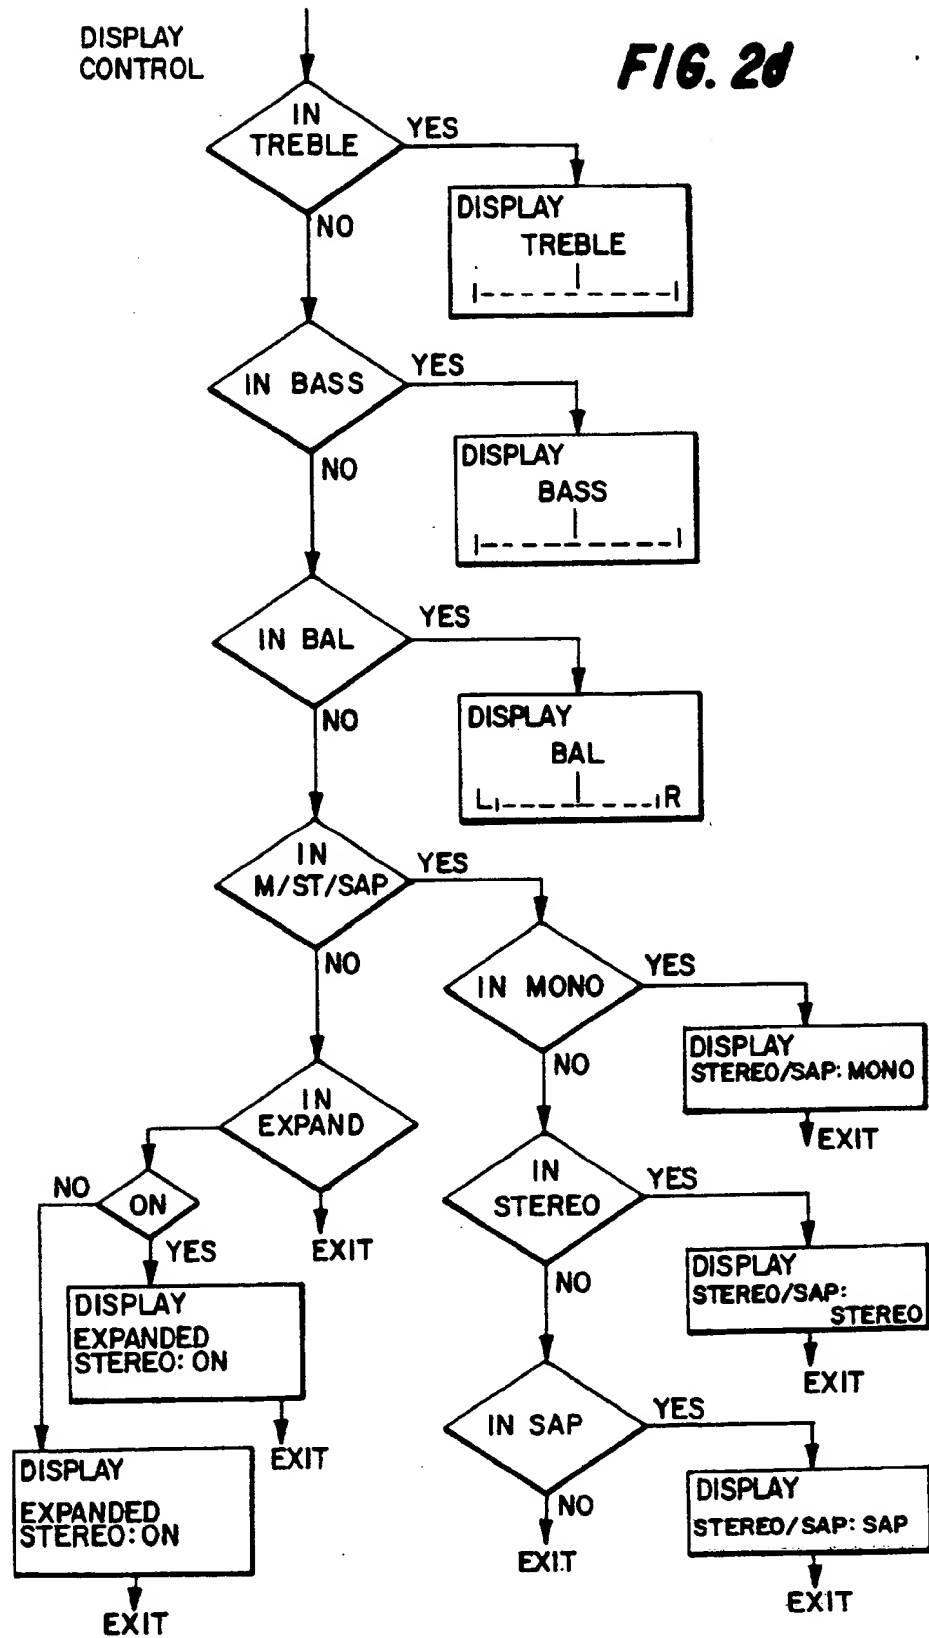 DISPLAY
CONTROL
FIG. 2d
IN
TREBLE
YES
NO
DISPLAY
TREBLE
IN BASS
YES
NO
DISPLAY
BASS
IN BAL
YES
NO
DISPLAY
BAL
L R
IN
M/ST/SAP
YES
NO
IN MONO
YES
NO
DISPLAY
STEREO/SAP: MONO
EXIT
IN
EXPAND
EXIT
NO
ON
YES
DISPLAY
EXPANDED
STEREO: ON
EXIT
DISPLAY
EXPANDED
STEREO: ON
EXIT
IN
STEREO
YES
NO
DISPLAY
STEREO/SAP:
STEREO
EXIT
IN SAP
YES
NO
EXIT
DISPLAY
STEREO/SAP: SAP
EXIT